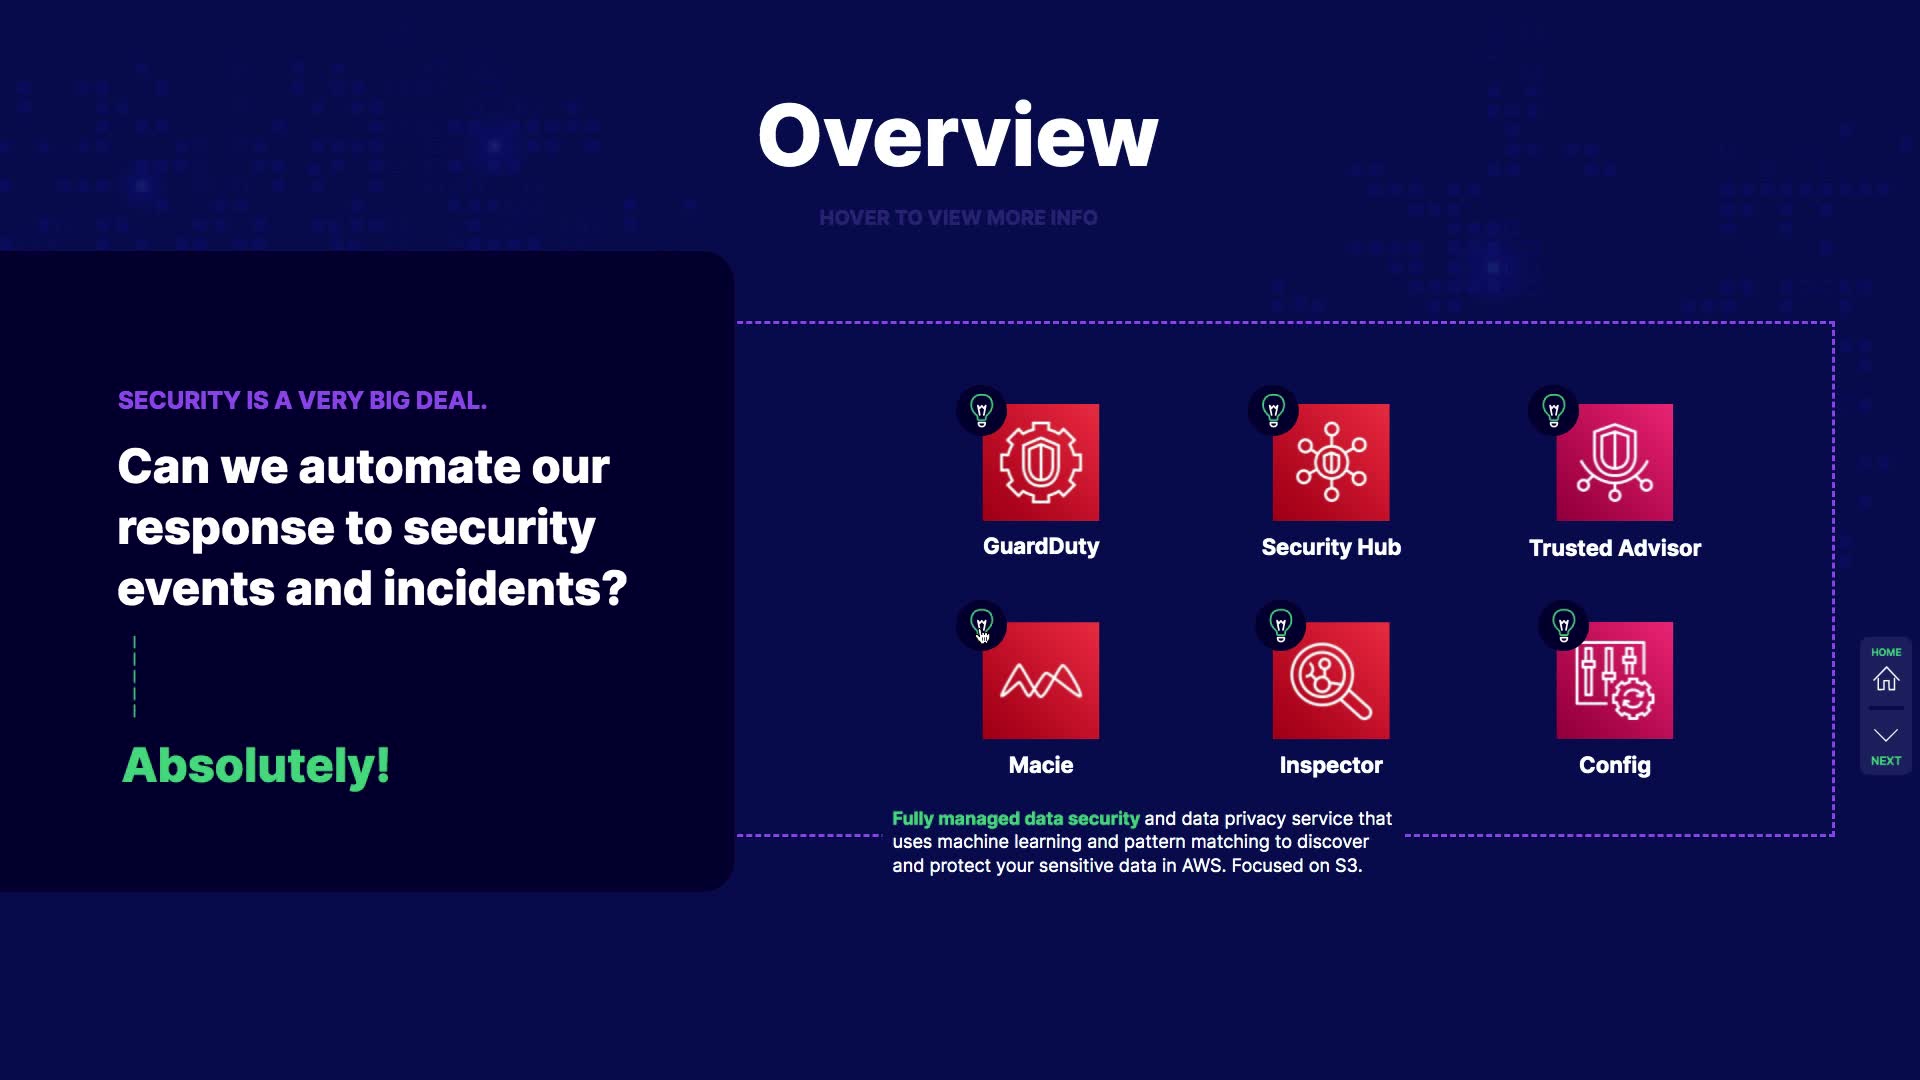 Overview
HOVER TO VIEW MORE INFO
SECURITY IS A VERY BIG DEAL.
Can we automate our
response to security
events and incidents?
Absolutely!
GuardDuty
Security Hub
Trusted Advisor
Macie
Inspector
Config
Fully managed data security and data privacy service that
uses machine learning and pattern matching to discover
and protect your sensitive data in AWS. Focused on S3.
HOME
NEXT